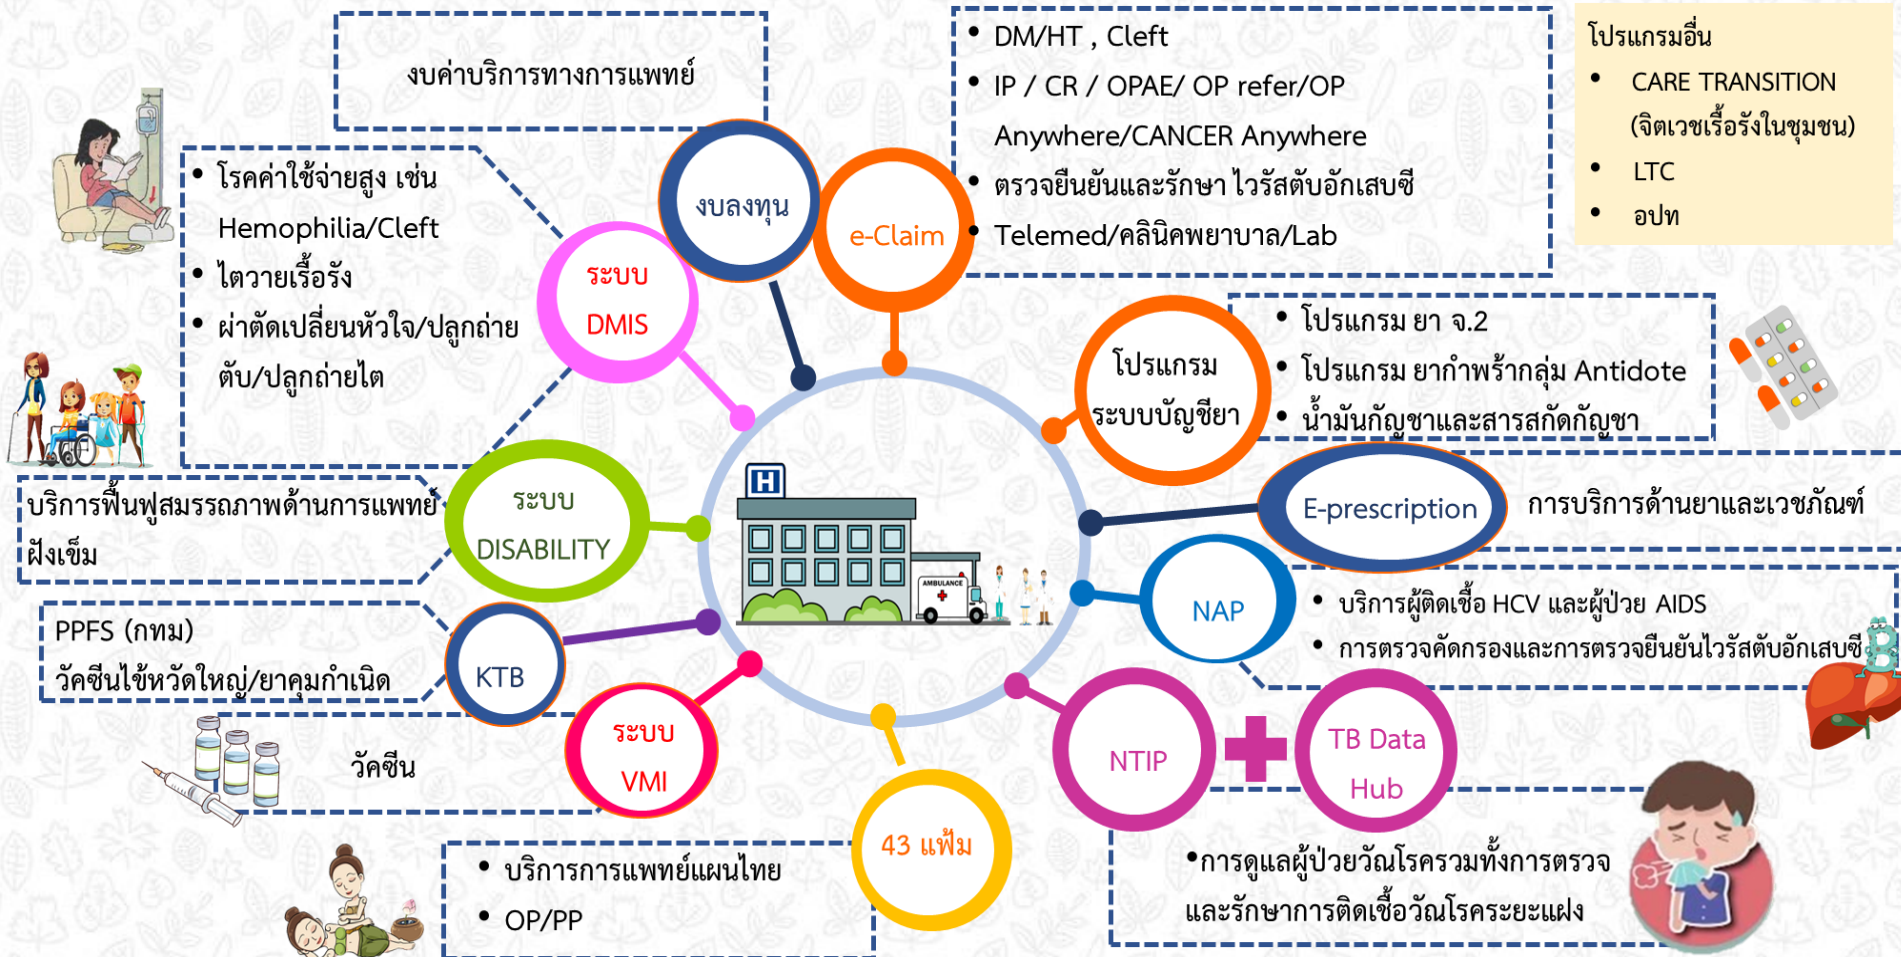 งบค่าบริการทางการแพทย์
งบลงทุน
e-Claim
• DM/HT , Cleft
• IP / CR / OPAE/ OP refer/OP
Anywhere/CANCER Anywhere
• ตรวจยืนยันและรักษา ไวรัสตับอักเสบซี
• Telemed/คลินิคพยาบาล/Lab
โปรแกรมอื่น
• CARE TRANSITION
(จิตเวชเรื้อรังในชุมชน)
• LTC
• อปท
• โรคค่าใช้จ่ายสูง เช่น
Hemophilia/Cleft
• ไตวายเรื้อรัง
• ผ่าตัดเปลี่ยนหัวใจ/ปลูกถ่าย
ตับ/ปลูกถ่ายไต
ระบบ
DMIS
โปรแกรม
ระบบบัญชียา
• โปรแกรม ยา จ.2
• โปรแกรม ยากำพร้ากลุ่ม Antidote
• น้ำมันกัญชาและสารสกัดกัญชา
บริการฟื้นฟูสมรรถภาพด้านการแพทย์
ฝังเข็ม
ระบบ
DISABILITY
H
AMBULANCE
E-prescription
การบริการด้านยาและเวชภัณฑ์
NAP
• บริการผู้ติดเชื้อ HCV และผู้ป่วย AIDS
• การตรวจคัดกรองและการตรวจยืนยันไวรัสตับอักเสบซี
B
PPFS (กทม)
วัคซีนไข้หวัดใหญ่/ยาคุมกำเนิด
KTB
วัคซีน
ระบบ
VMI
NTIP
TB Data
Hub
43 แฟ้ม
• บริการการแพทย์แผนไทย
• OP/PP
•การดูแลผู้ป่วยวัณโรครวมทั้งการตรวจ
และรักษาการติดเชื้อวัณโรคระยะแฝง